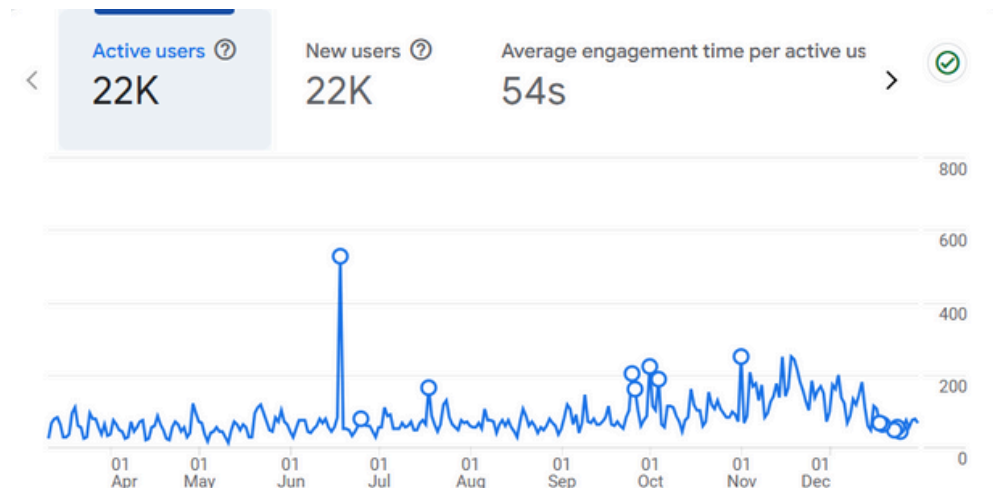 Active users
22K
New users
22K
Average engagement time per active us
54s
800
600
400
200
0
01 Apr
01 May
01 Jun
01 Jul
01 Aug
01 Sep
01 Oct
01 Nov
01 Dec